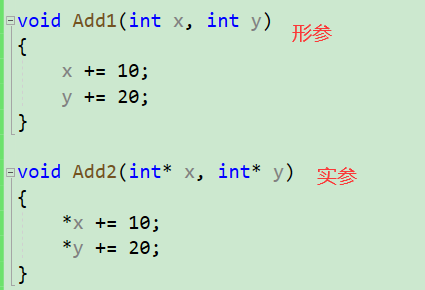 void Add1(int x, int y) 形参
{
x += 10;
y += 20;
}
void Add2(int* x, int* y) 实参
{
*x += 10;
*y += 20;
}